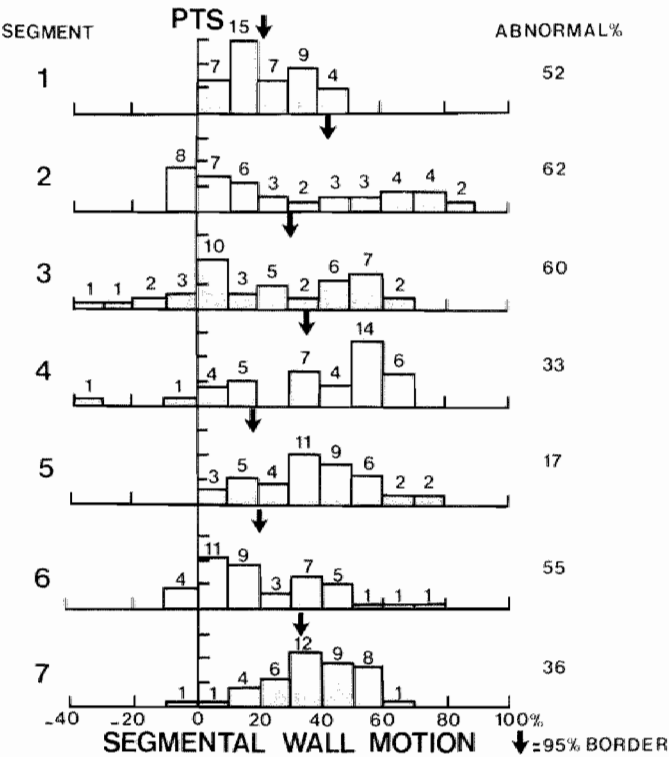 PTS
SEGMENT ABNORMAL%
1 7 15 7 9 4 52
2 8 7 6 3 2 3 3 4 4 2 62
3 1 1 2 3 10 3 5 2 6 7 2 60
4 1 1 4 5 7 4 14 6 33
5 3 5 4 11 9 6 2 2 17
6 4 11 9 3 7 5 1 1 1 55
7 1 1 4 6 12 9 8 1 36
-40 -20 0 20 40 60 80 100%
SEGMENTAL WALL MOTION =95% BORDER